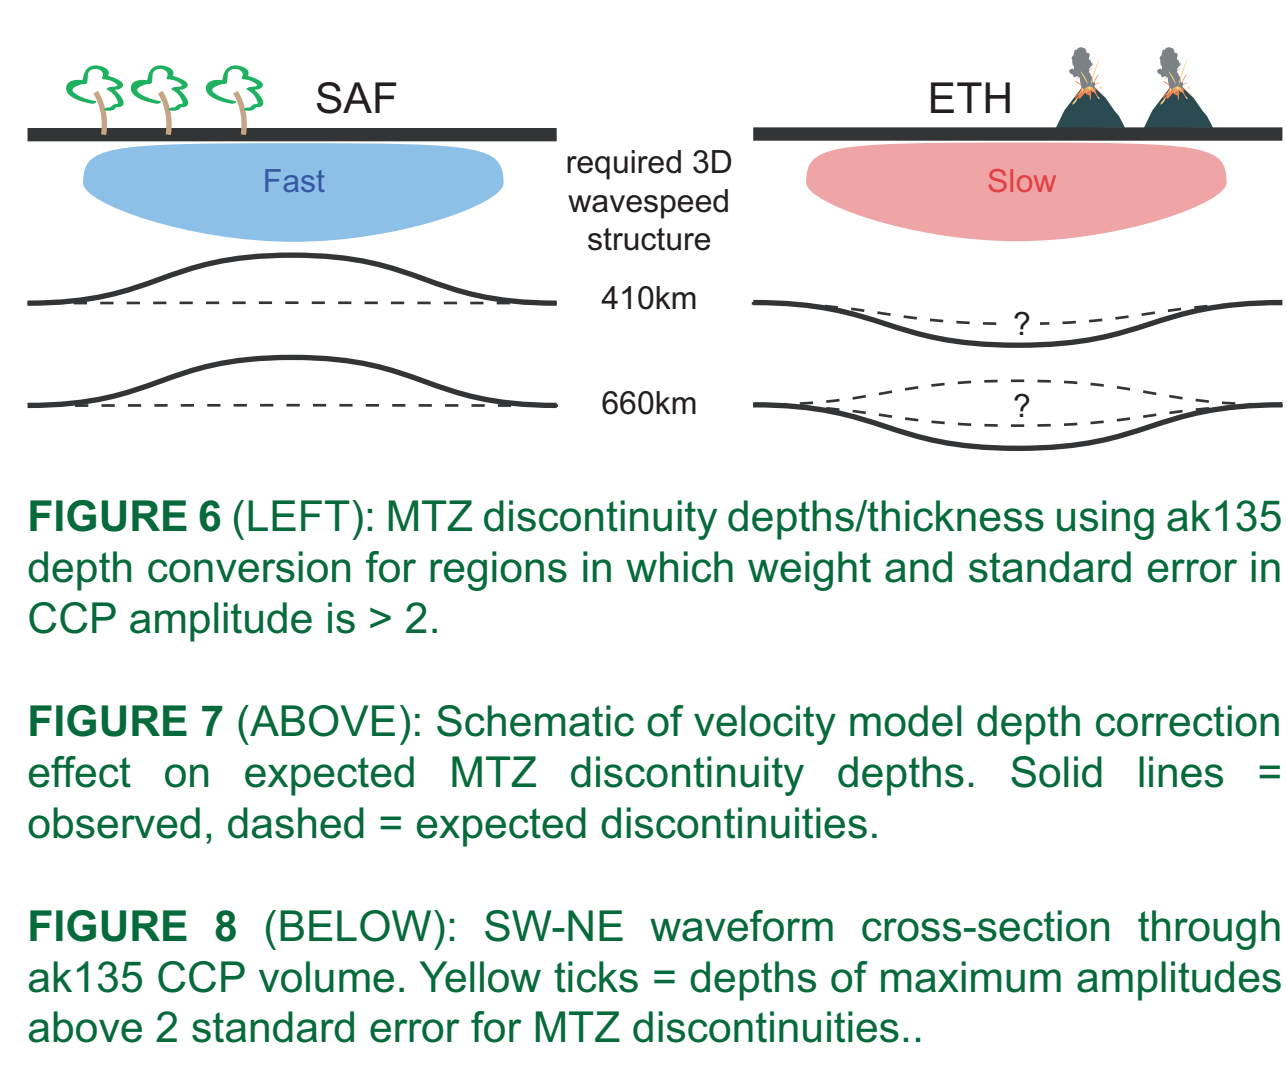 SAF
ETH
Fast
required 3D
wavespeed
structure
Slow
410km
?
660km
?
FIGURE 6 (LEFT): MTZ discontinuity depths/thickness using ak135
depth conversion for regions in which weight and standard error in
CCP amplitude is > 2.
FIGURE 7 (ABOVE): Schematic of velocity model depth correction
effect on expected MTZ discontinuity depths. Solid lines =
observed, dashed = expected discontinuities.
FIGURE 8 (BELOW): SW-NE waveform cross-section through
ak135 CCP volume. Yellow ticks = depths of maximum amplitudes
above 2 standard error for MTZ discontinuities..